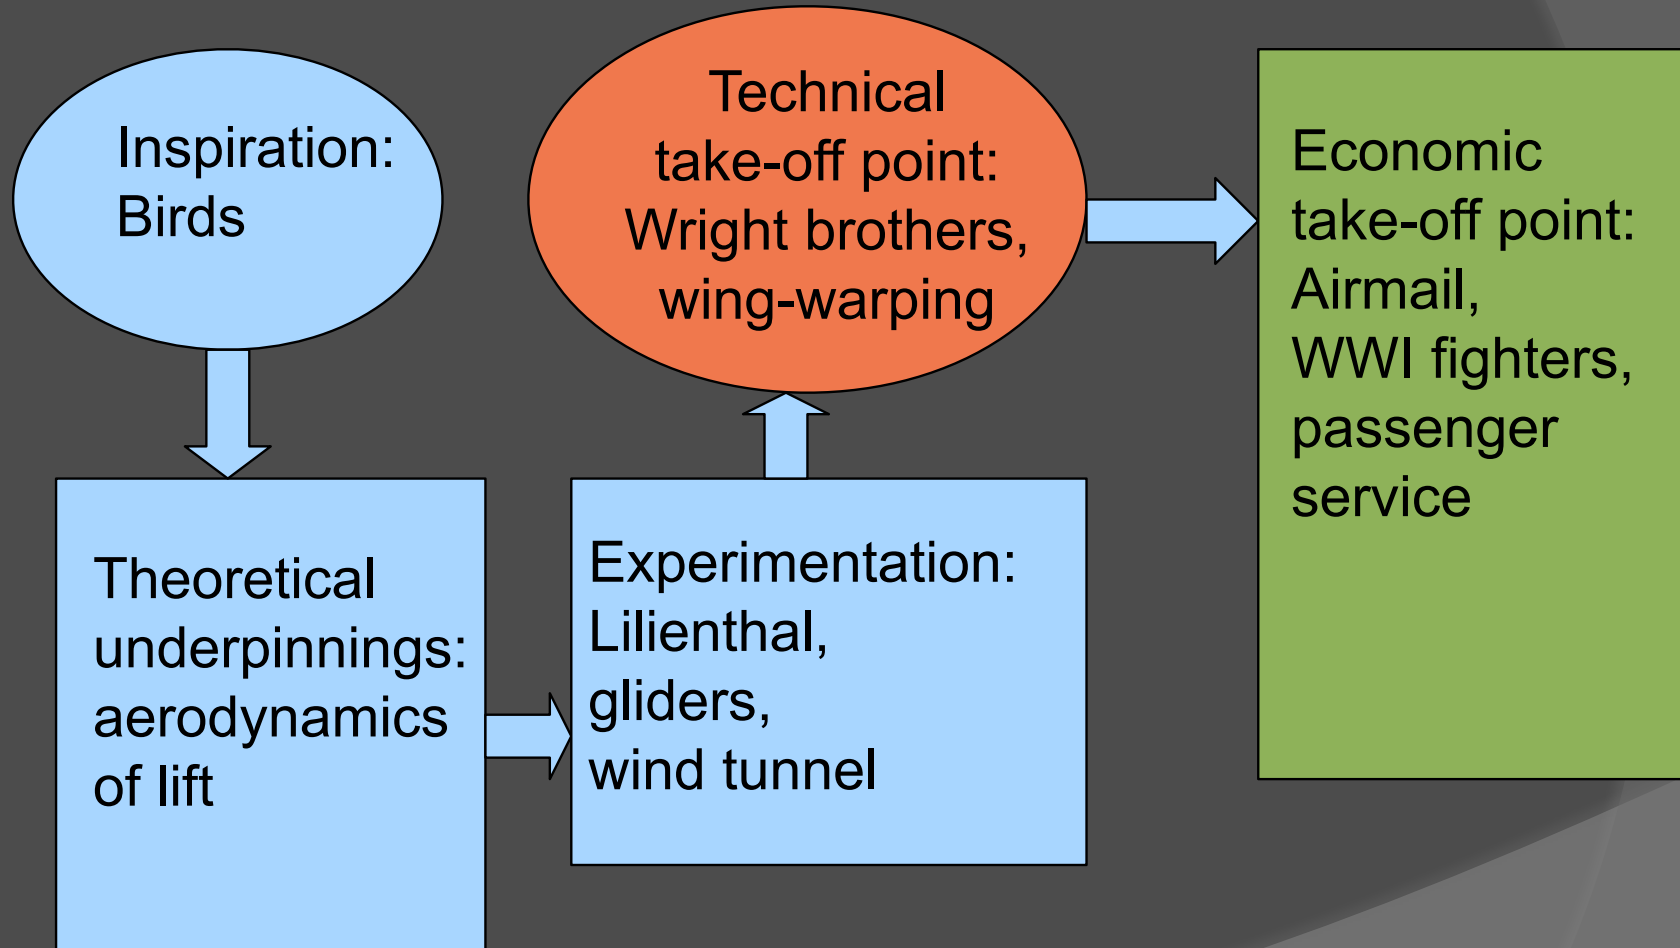 Inspiration:
Birds
Theoretical
underpinnings:
aerodynamics
of lift
Experimentation:
Lilienthal,
gliders,
wind tunnel
Technical
take-off point:
Wright brothers,
wing-warping
Economic
take-off point:
Airmail,
WWI fighters,
passenger
service